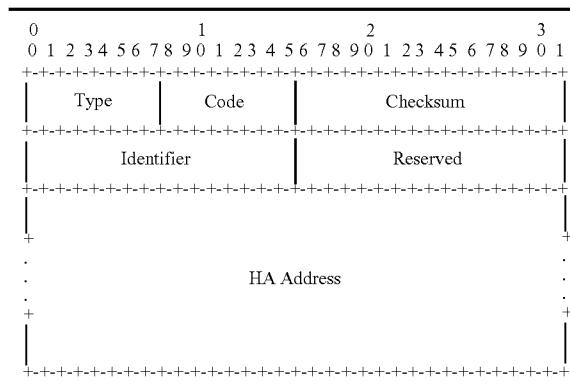 0 1 2 3
0 1 2 3 4 5 6 7 8 9 0 1 2 3 4 5 6 7 8 9 0 1 2 3 4 5 6 7 8 9 0 1
+-+-+-+-+-+-+-+-+-+-+-+-+-+-+-+-+-+-+-+-+-+-+-+-+-+-+-+-+-+-+-+-+
| Type | Code | Checksum |
+-+-+-+-+-+-+-+-+-+-+-+-+-+-+-+-+-+-+-+-+-+-+-+-+-+-+-+-+-+-+-+-+
| Identifier | Reserved |
+-+-+-+-+-+-+-+-+-+-+-+-+-+-+-+-+-+-+-+-+-+-+-+-+-+-+-+-+-+-+-+-+
| |
+ +
. .
. HA Address .
. .
+ +
| |
+-+-+-+-+-+-+-+-+-+-+-+-+-+-+-+-+-+-+-+-+-+-+-+-+-+-+-+-+-+-+-+-+